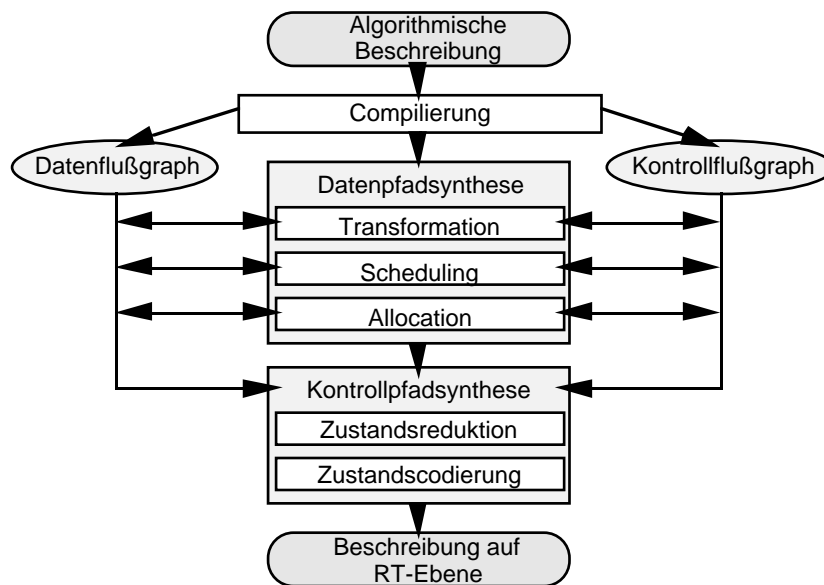 Algorithmische
Beschreibung
Compilierung
Datenflußgraph
Kontrollflußgraph
Datenpfadsynthese
Transformation
Scheduling
Allocation
Kontrollpfadsynthese
Zustandsreduktion
Zustandscodierung
Beschreibung auf
RT-Ebene